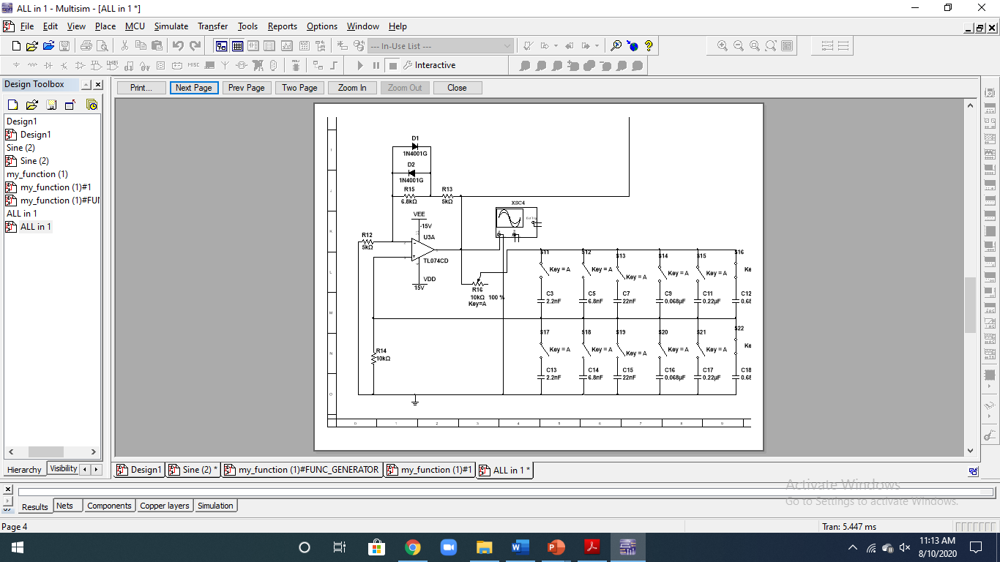 ALL in 1 - Multisim - [ALL in 1 *]
File Edit View Place MCU Simulate Transfer Tools Reports Options Window Help
--- In-Use List ---
MISC Interactive
Design Toolbox
Print... Next Page Prev Page Two Page Zoom In Zoom Out Close
Design1
Design1
Sine (2)
Sine (2)
my_function (1)
my_function (1)#1
my_function (1)#FUN
ALL in 1
ALL in 1
D1
1N4001G
D2
1N4001G
R15
6.8kΩ
R13
5kΩ
XSC4
Ext Trig
VEE
-15V
U3A
R12
5kΩ
TL074CD
VDD
15V
R16
10kΩ 100 %
Key=A
S11 S12 S13 S14 S15 S16
Key = A Key = A Key = A Key = A Key = A Ke
C3 C5 C7 C9 C11 C12
2.2nF 6.8nF 22nF 0.068µF 0.22µF 0.68
S17 S18 S19 S20 S21 S22
Key = A Key = A Key = A Key = A Key = A Ke
R14
10kΩ
C13 C14 C15 C16 C17 C18
2.2nF 6.8nF 22nF 0.068µF 0.22µF 0.68
0 1 2 3 4 5 6 7 8 9
Hierarchy Visibility
Design1 Sine (2) * my_function (1)#FUNC_GENERATOR my_function (1)#1 ALL in 1 *
Activate Windows
Go to Settings to activate Windows.
Results Nets Components Copper layers Simulation
Page 4 Tran: 5.447 ms
11:13 AM
8/10/2020